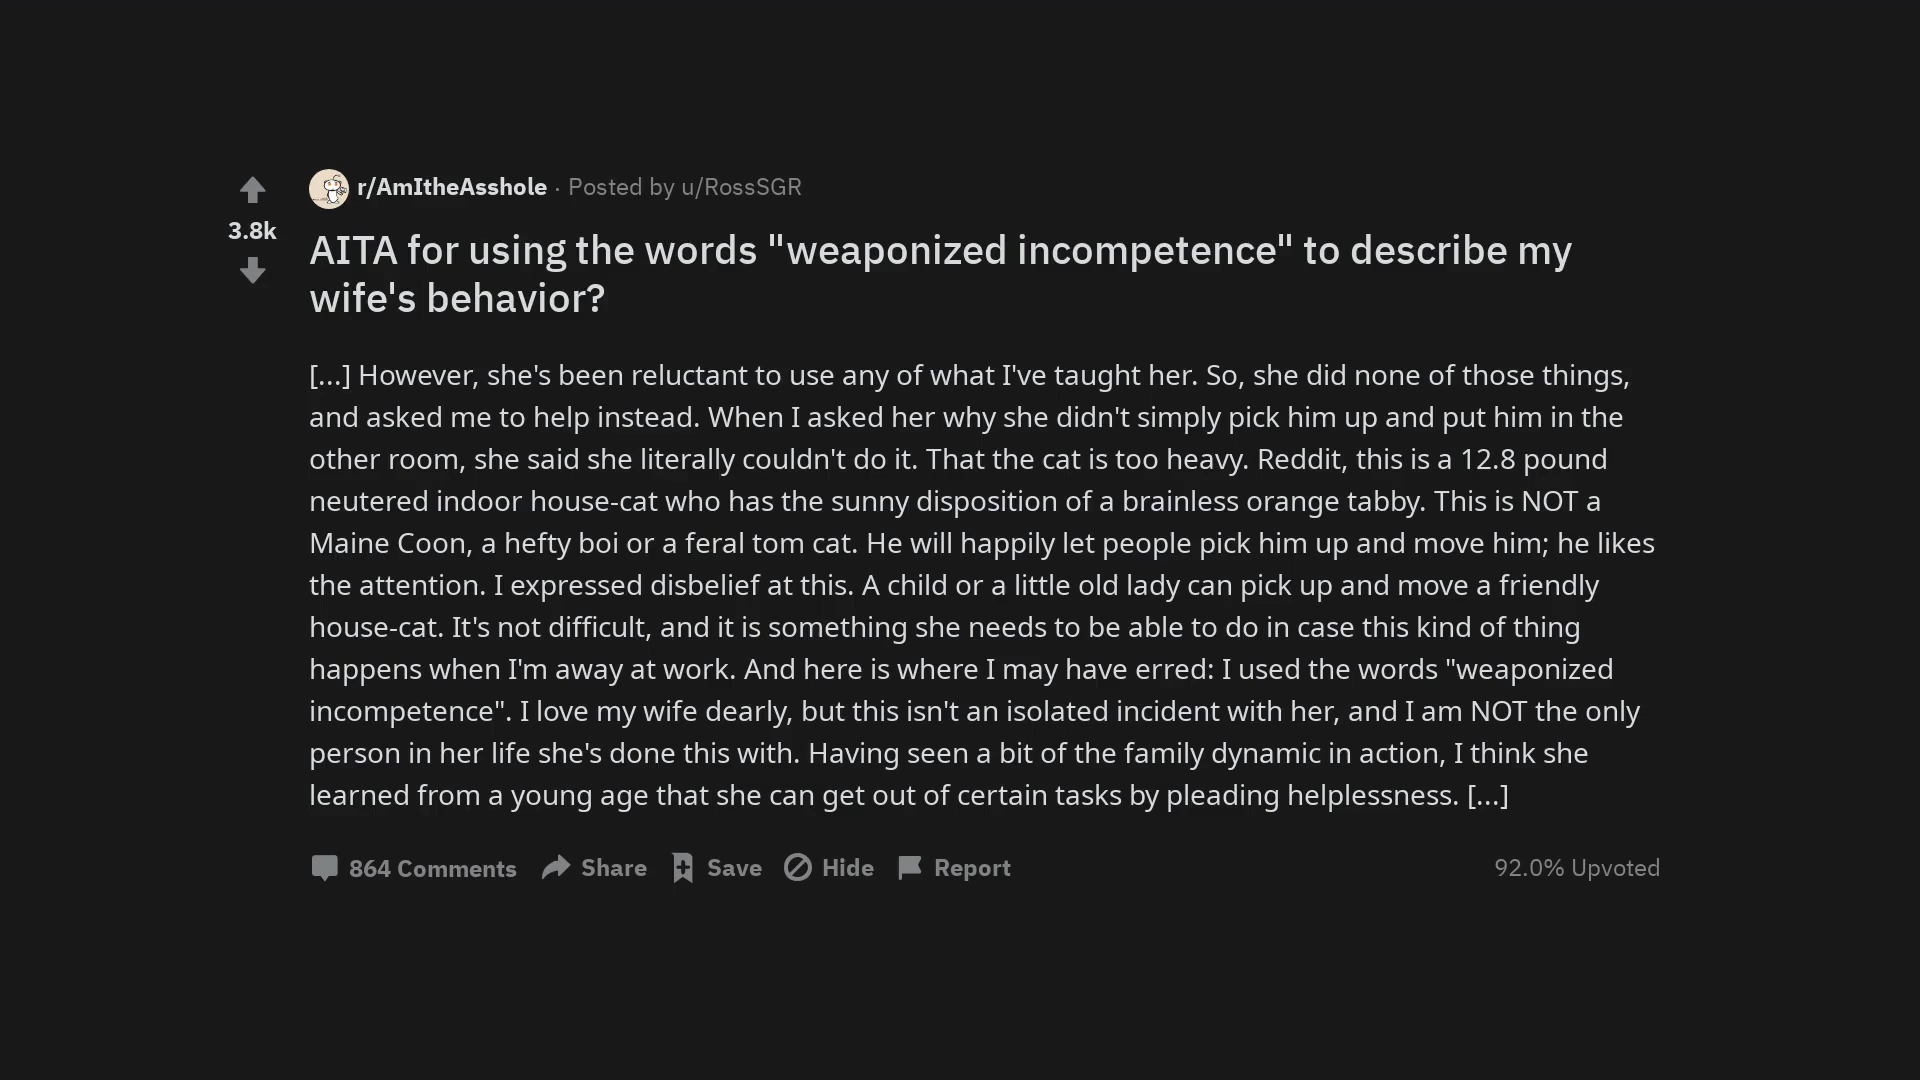 r/AmItheAsshole · Posted by u/RossSGR
3.8k
AITA for using the words "weaponized incompetence" to describe my
wife's behavior?
[...] However, she's been reluctant to use any of what I've taught her. So, she did none of those things,
and asked me to help instead. When I asked her why she didn't simply pick him up and put him in the
other room, she said she literally couldn't do it. That the cat is too heavy. Reddit, this is a 12.8 pound
neutered indoor house-cat who has the sunny disposition of a brainless orange tabby. This is NOT a
Maine Coon, a hefty boi or a feral tom cat. He will happily let people pick him up and move him; he likes
the attention. I expressed disbelief at this. A child or a little old lady can pick up and move a friendly
house-cat. It's not difficult, and it is something she needs to be able to do in case this kind of thing
happens when I'm away at work. And here is where I may have erred: I used the words "weaponized
incompetence". I love my wife dearly, but this isn't an isolated incident with her, and I am NOT the only
person in her life she's done this with. Having seen a bit of the family dynamic in action, I think she
learned from a young age that she can get out of certain tasks by pleading helplessness. [...]
864 Comments Share Save Hide Report 92.0% Upvoted